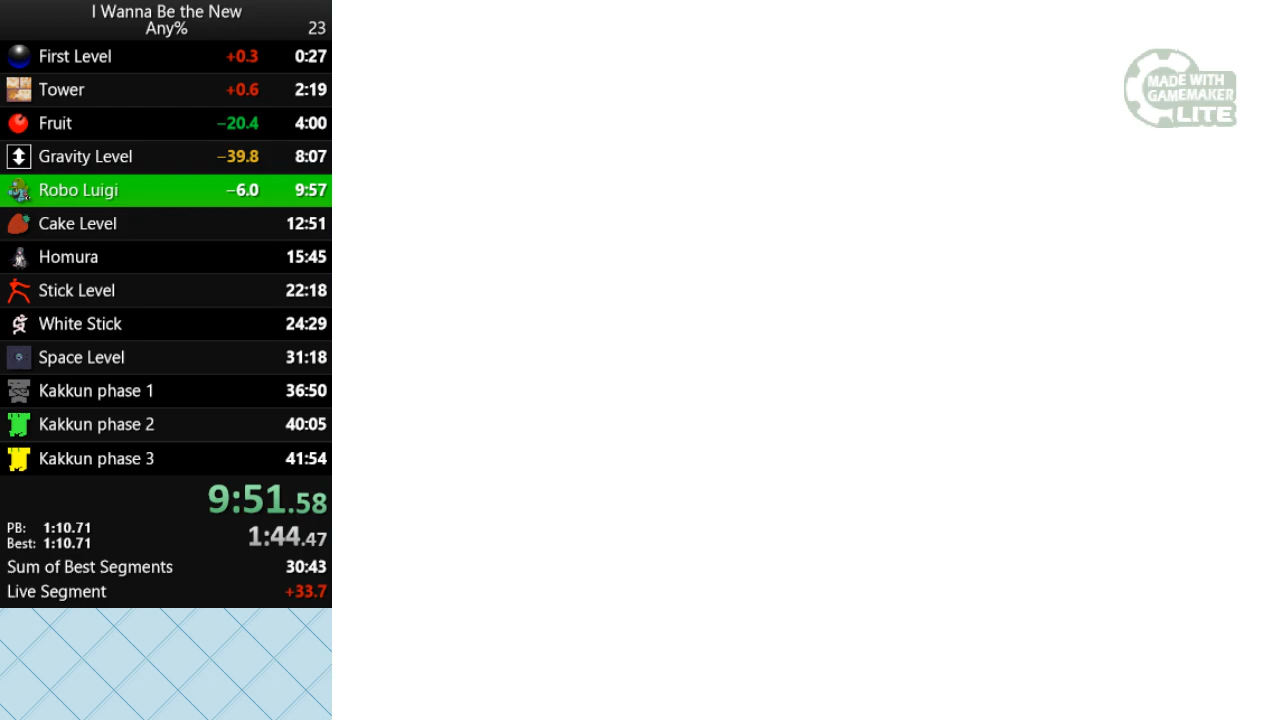 I Wanna Be the New
Any% 23
First Level +0.3 0:27
Tower +0.6 2:19
Fruit −20.4 4:00
Gravity Level −39.8 8:07
Robo Luigi −6.0 9:57
Cake Level 12:51
Homura 15:45
Stick Level 22:18
White Stick 24:29
Space Level 31:18
Kakkun phase 1 36:50
Kakkun phase 2 40:05
Kakkun phase 3 41:54
9:51.58
PB: 1:10.71
Best: 1:10.71
1:44.47
Sum of Best Segments 30:43
Live Segment +33.7
MADE WITH
GAMEMAKER
LITE